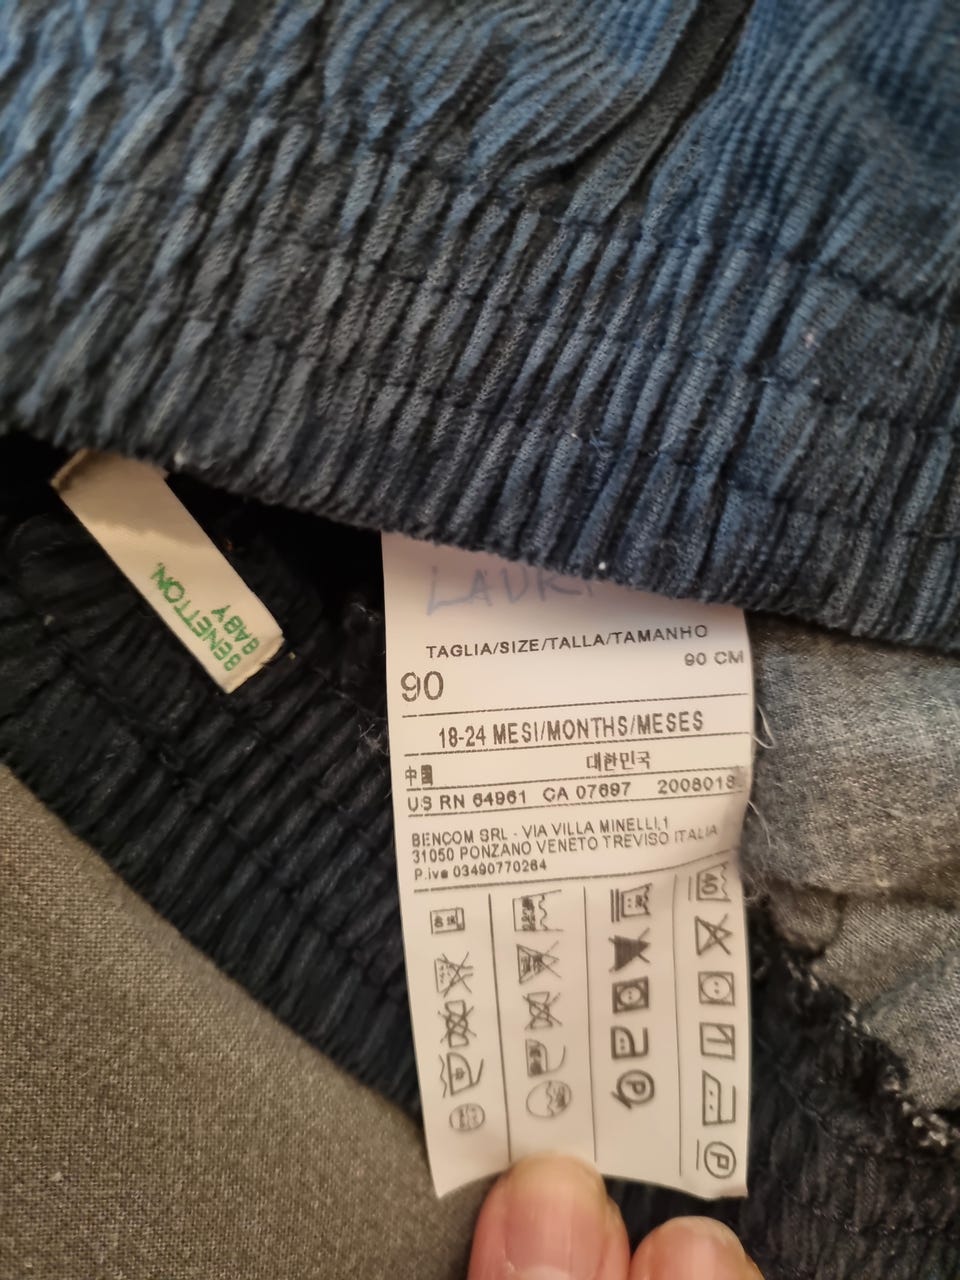 BENETTON
BABY
TAGLIA/SIZE/TALLA/TAMANHO
90 CM
90
18-24 MESI/MONTHS/MESES
中国 대한민국
US RN 64961 CA 07697 2008018
BENCOM SRL - VIA VILLA MINELLI,1
31050 PONZANO VENETO TREVISO ITALIA
P.iva 03490770264
40
P
P